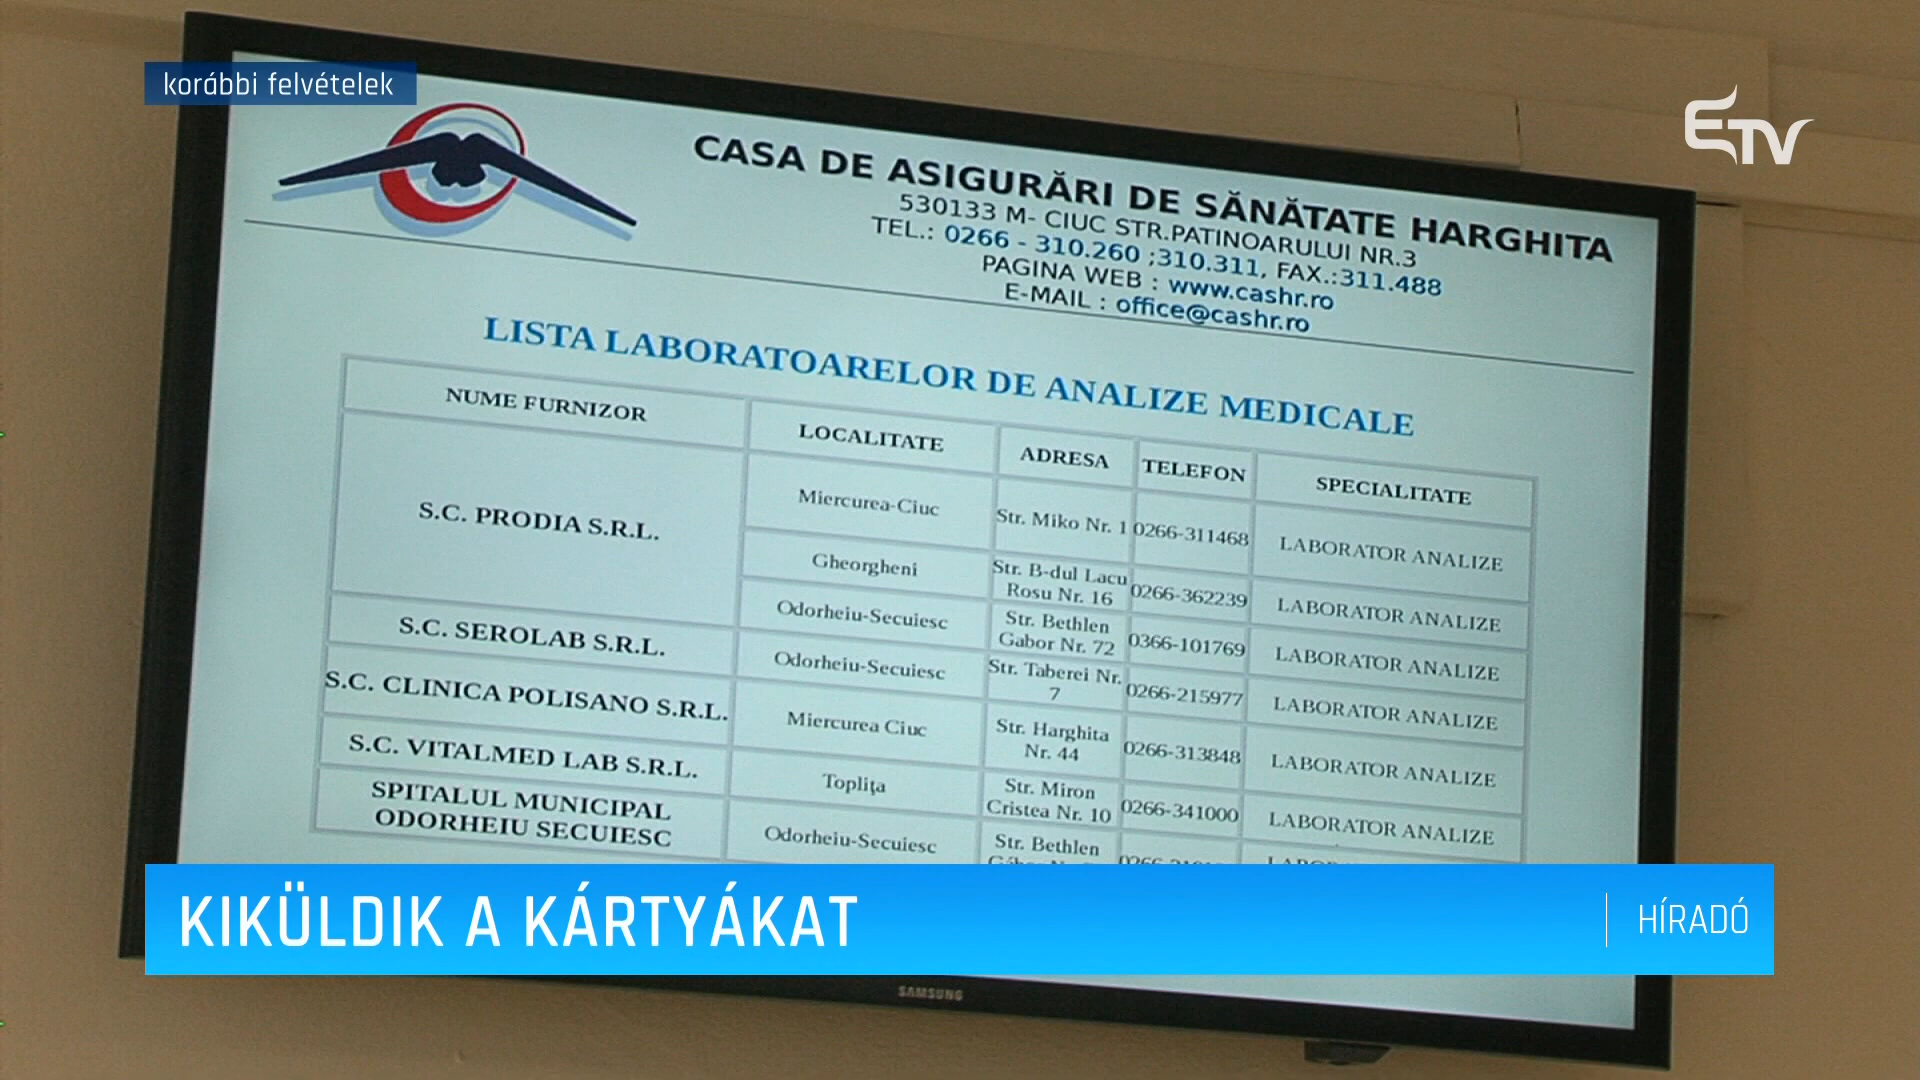 korábbi felvételek
ETV
CASA DE ASIGURĂRI DE SĂNĂTATE HARGHITA
530133 M- CIUC STR.PATINOARULUI NR.3
TEL.: 0266 - 310.260 ;310.311, FAX.:311.488
PAGINA WEB : www.cashr.ro
E-MAIL : office@cashr.ro
LISTA LABORATOARELOR DE ANALIZE MEDICALE
NUME FURNIZOR LOCALITATE ADRESA TELEFON SPECIALITATE
S.C. PRODIA S.R.L. Miercurea-Ciuc Str. Miko Nr. 1 0266-311468 LABORATOR ANALIZE
Gheorgheni Str. B-dul Lacu Rosu Nr. 16 0266-362239 LABORATOR ANALIZE
Odorheiu-Secuiesc Str. Bethlen Gabor Nr. 72 0366-101769 LABORATOR ANALIZE
S.C. SEROLAB S.R.L. Odorheiu-Secuiesc Str. Taberei Nr. 7 0266-215977 LABORATOR ANALIZE
S.C. CLINICA POLISANO S.R.L. Miercurea Ciuc Str. Harghita Nr. 44 0266-313848 LABORATOR ANALIZE
S.C. VITALMED LAB S.R.L. Topliţa Str. Miron Cristea Nr. 10 0266-341000 LABORATOR ANALIZE
SPITALUL MUNICIPAL ODORHEIU SECUIESC Odorheiu-Secuiesc Str. Bethlen
KIKÜLDIK A KÁRTYÁKAT
HÍRADÓ
SAMSUNG